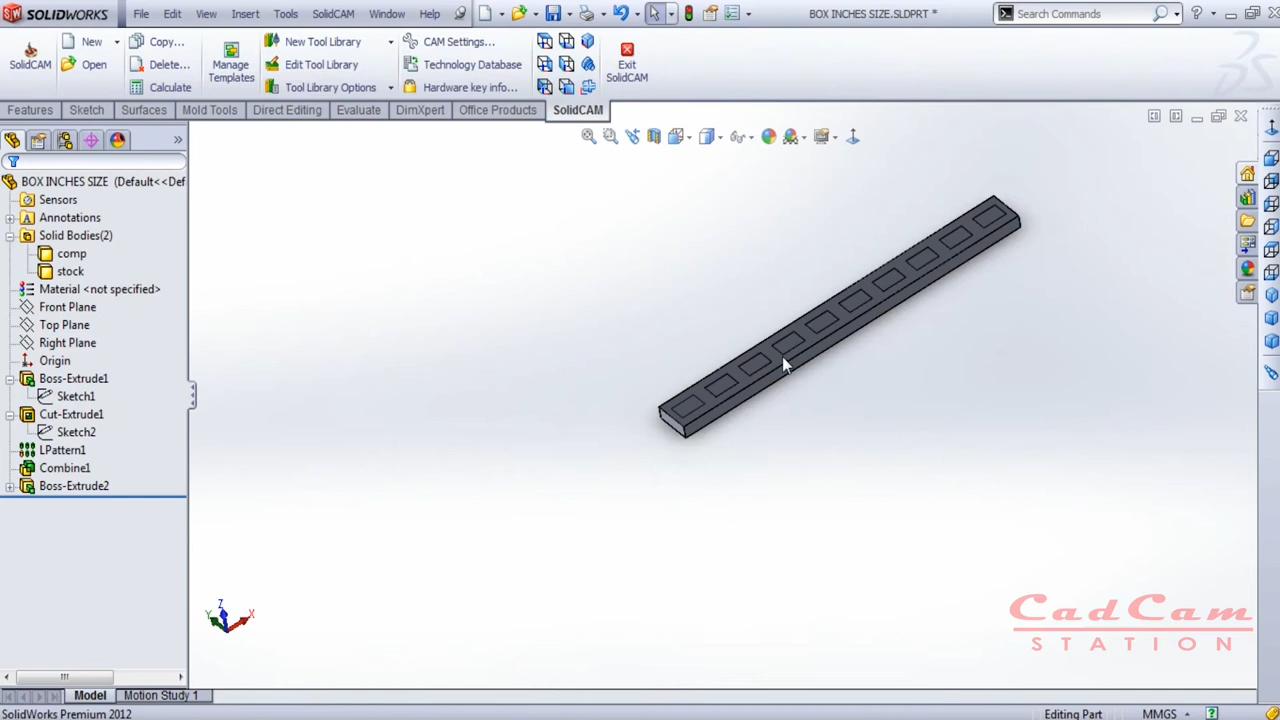 SOLIDWORKS File Edit View Insert Tools SolidCAM Window Help BOX INCHES SIZE.SLDPRT * Search Commands
SolidCAM
New
Open
Copy...
Delete...
Calculate
Manage
Templates
New Tool Library
Edit Tool Library
Tool Library Options
CAM Settings...
Technology Database
Hardware key info...
Exit
SolidCAM
Features Sketch Surfaces Mold Tools Direct Editing Evaluate DimXpert Office Products SolidCAM
BOX INCHES SIZE (Default<<Def
Sensors
Annotations
Solid Bodies(2)
comp
stock
Material <not specified>
Front Plane
Top Plane
Right Plane
Origin
Boss-Extrude1
Sketch1
Cut-Extrude1
Sketch2
LPattern1
Combine1
Boss-Extrude2
Z
Y
X
CadCam
STATION
Model Motion Study 1
SolidWorks Premium 2012 Editing Part MMGS